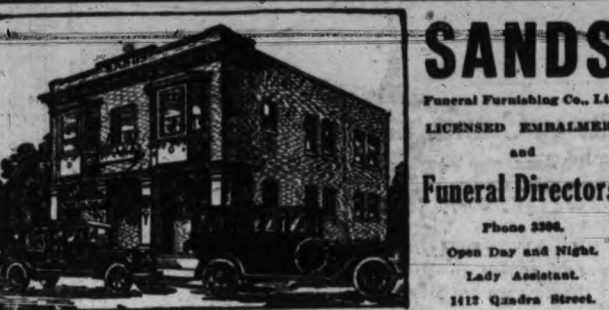 SANDS
Funeral Furnishing Co.,
LICENSED EMBALMER
and
Funeral Directors
Phone 3306.
Open Day and Night.
Lady Assistant.
1412 Quadra Street.